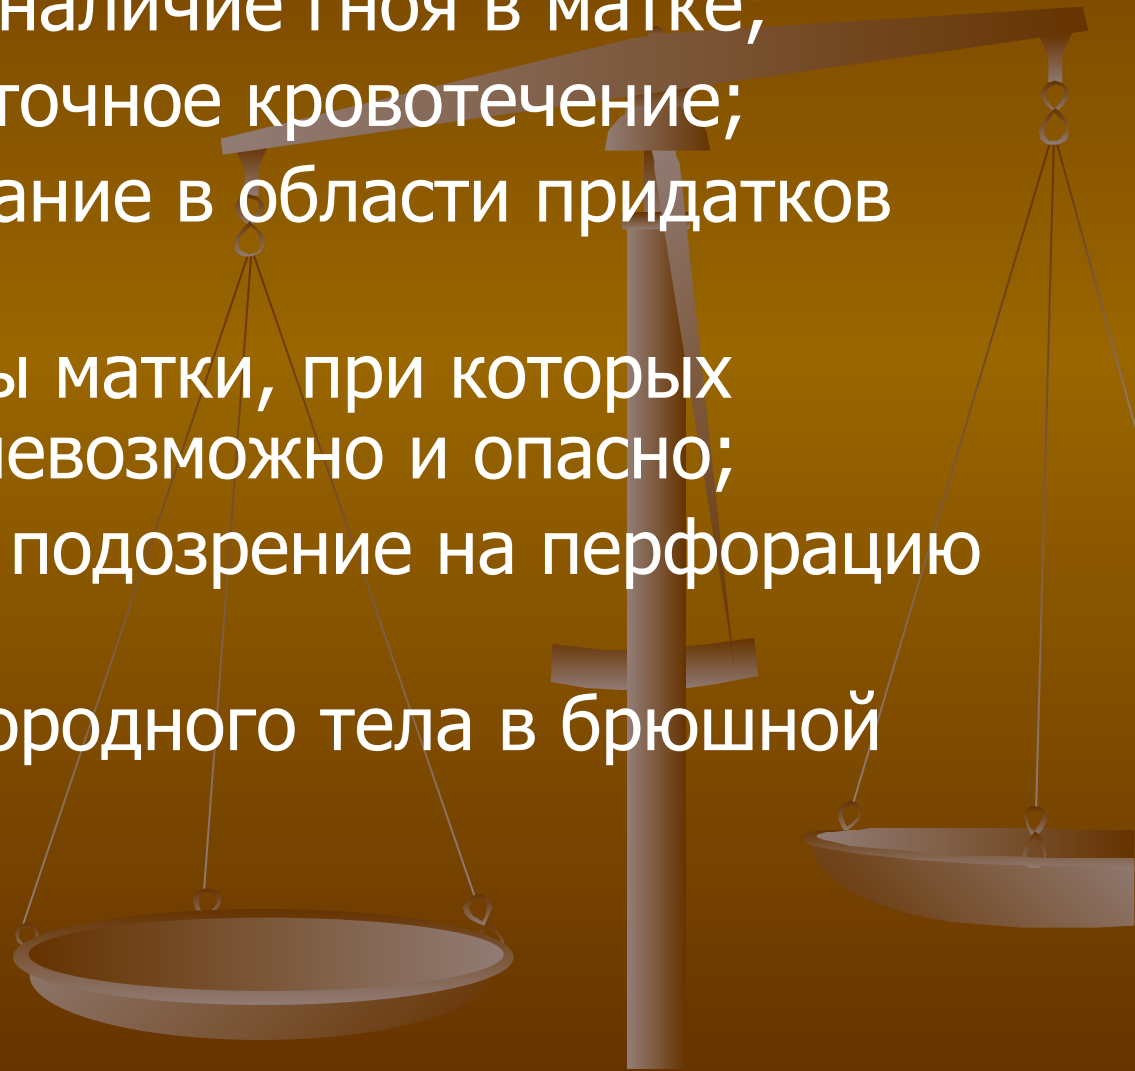 наличие гноя в матке;
точное кровотечение;
ание в области придатков
ы матки, при которых
невозможно и опасно;
подозрение на перфорацию
ородного тела в брюшной